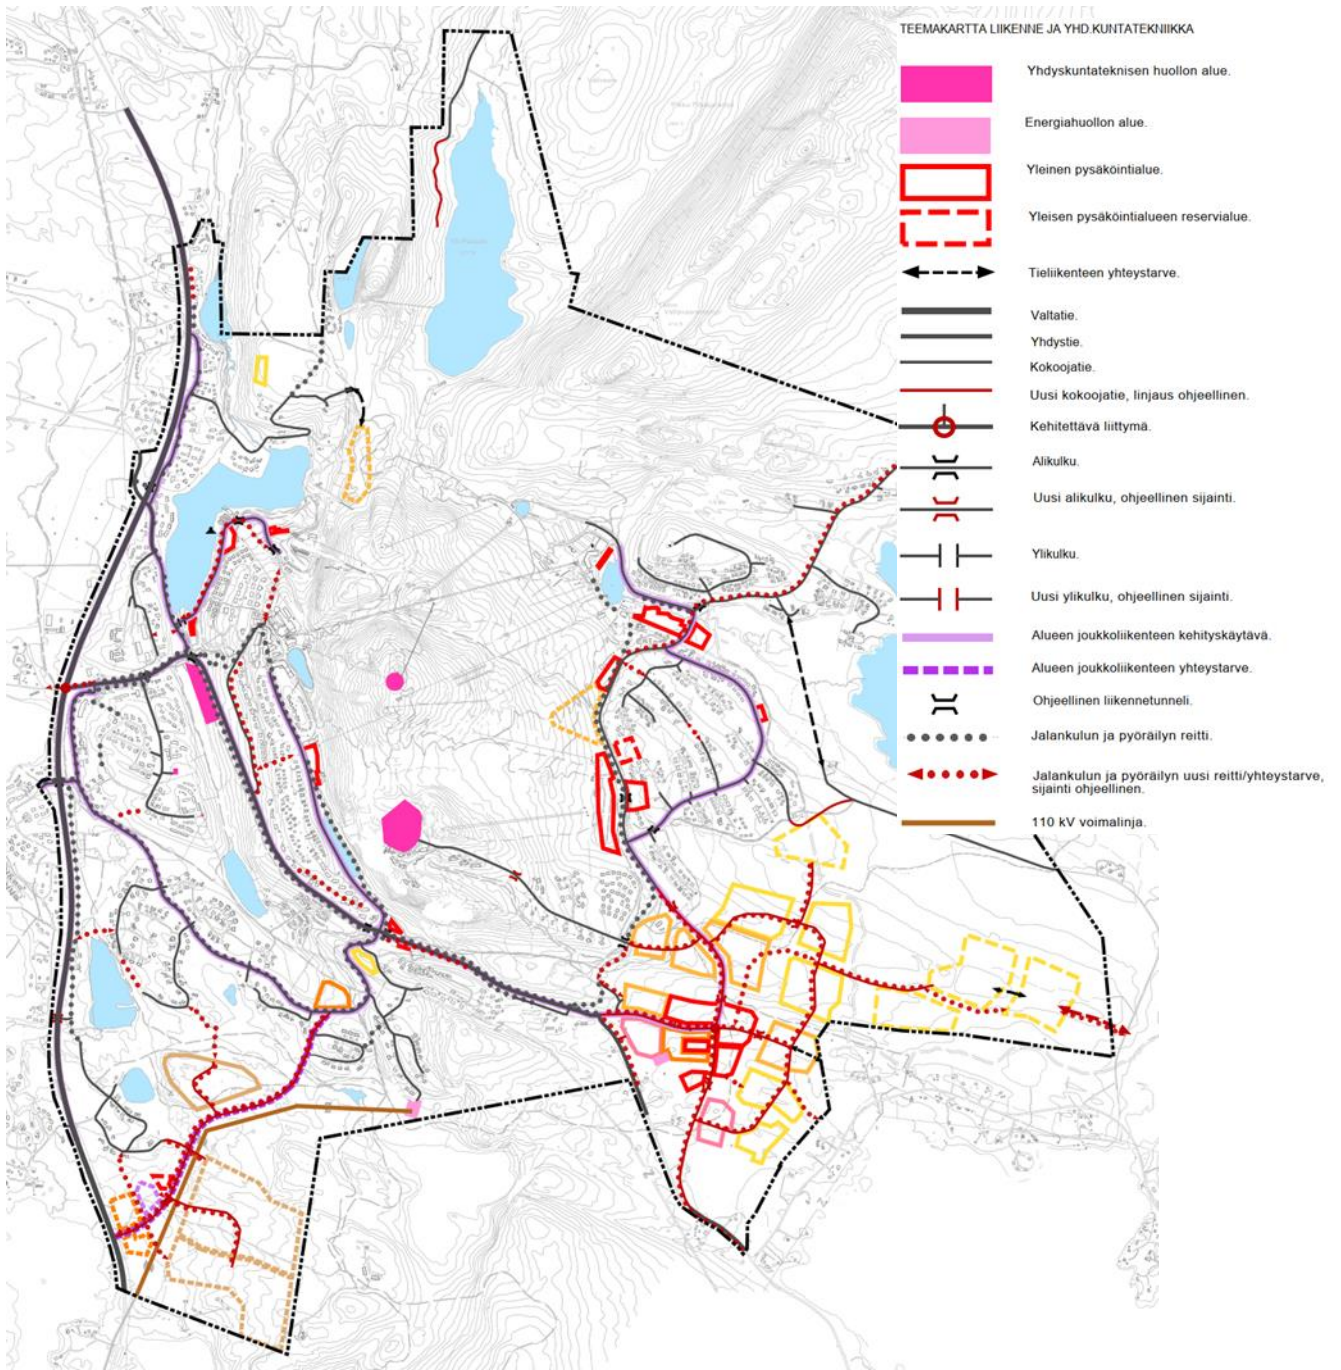 TEEMAKARTTA LIIKENNE JA YHD.KUNTATEKNIIKKA
Yhdyskuntateknisen huollon alue.
Energiahuollon alue.
Yleinen pysäköintialue.
Yleisen pysäköintialueen reservialue.
Tieliikenteen yhteystarve.
Valtatie.
Yhdystie.
Kokoojatie.
Uusi kokoojatie, linjaus ohjeellinen.
Kehitettävä liittymä.
Alikulku.
Uusi alikulku, ohjeellinen sijainti.
Ylikulku.
Uusi ylikulku, ohjeellinen sijainti.
Alueen joukkoliikenteen kehityskäytävä.
Alueen joukkoliikenteen yhteystarve.
Ohjeellinen liikennetunneli.
Jalankulun ja pyöräilyn reitti.
Jalankulun ja pyöräilyn uusi reitti/yhteystarve,
sijainti ohjeellinen.
110 kV voimalinja.